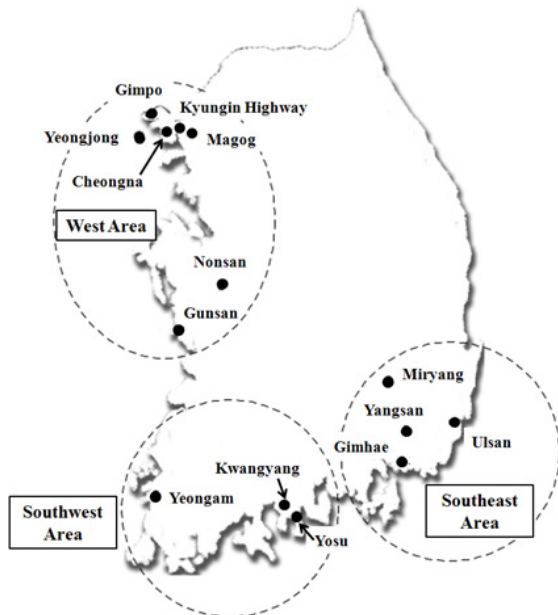 Gimpo
Kyungin Highway
Yeongjong
Magog
Cheongna
West Area
Nonsan
Gunsan
Miryang
Yangsan
Ulsan
Gimhae
Kwangyang
Yeongam
Southwest
Area
Southeast
Area
Yosu